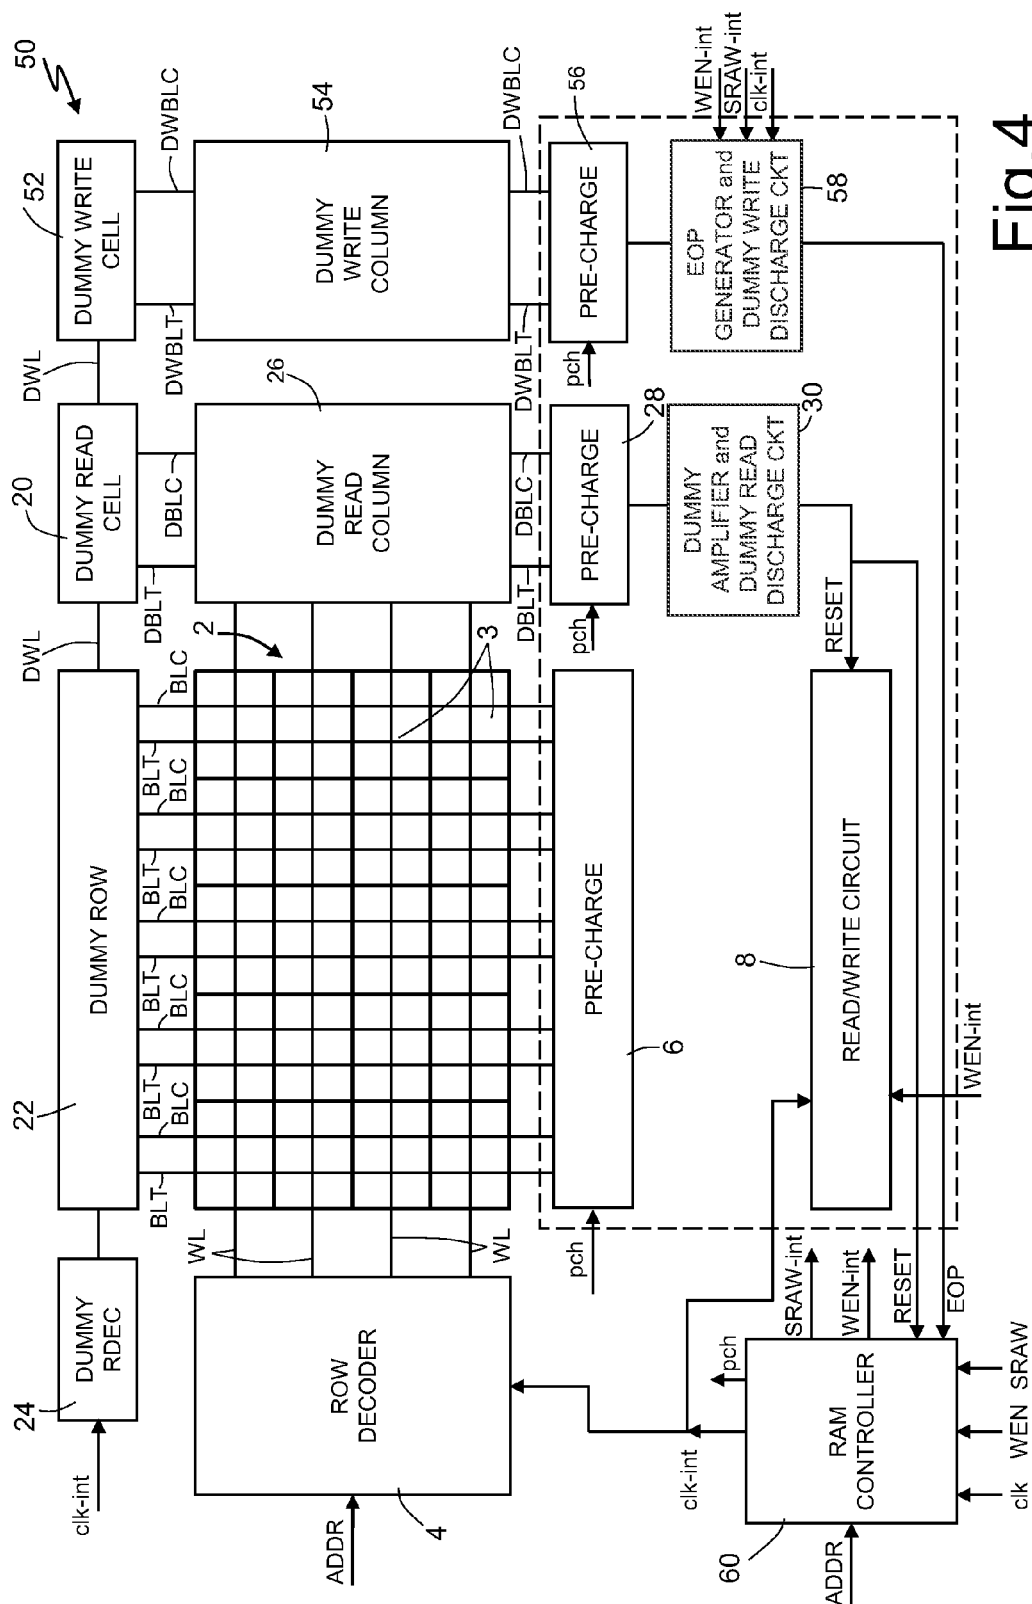 50
clk-int
24
DUMMY
RDEC
22
DUMMY ROW
DWL
20
DUMMY READ
CELL
DWL
52
DUMMY WRITE
CELL
BLT
BLC
BLT
BLC
BLT
BLC
BLT
BLC
BLT
BLC
DBLT
DBLC
DWBLT
DWBLC
ADDR
4
ROW
DECODER
WL
WL
2
3
26
DUMMY
READ
COLUMN
54
DUMMY
WRITE
COLUMN
DBLT
DBLC
DWBLT
DWBLC
pch
6
PRE-CHARGE
pch
PRE-CHARGE
28
pch
PRE-CHARGE
56
WEN-int
SRAW-int
clk-int
DUMMY
AMPLIFIER and
DUMMY READ
DISCHARGE CKT
30
EOP
GENERATOR and
DUMMY WRITE
DISCHARGE CKT
58
clk-int
pch
SRAW-int
WEN-int
RESET
EOP
8
READ/WRITE CIRCUIT
RESET
WEN-int
ADDR
60
RAM
CONTROLLER
clk
WEN
SRAW
Fig.4